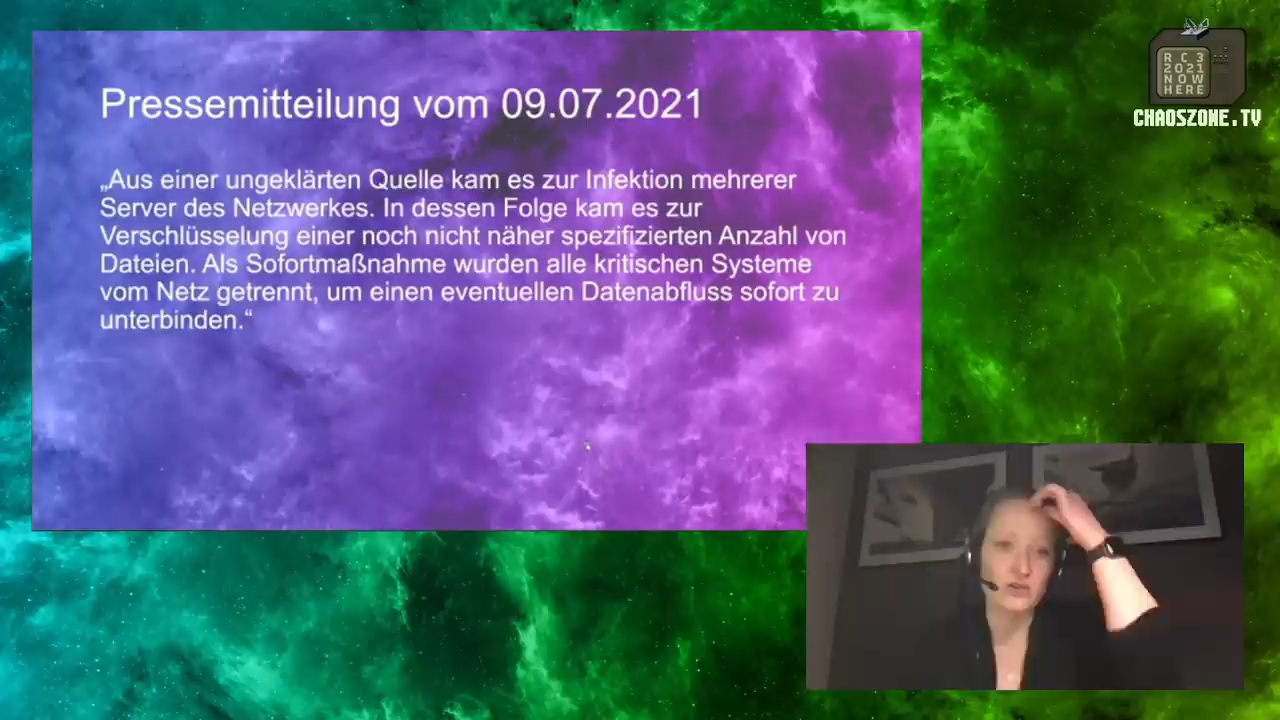 Pressemitteilung vom 09.07.2021
„Aus einer ungeklärten Quelle kam es zur Infektion mehrerer
Server des Netzwerkes. In dessen Folge kam es zur
Verschlüsselung einer noch nicht näher spezifizierten Anzahl von
Dateien. Als Sofortmaßnahme wurden alle kritischen Systeme
vom Netz getrennt, um einen eventuellen Datenabfluss sofort zu
unterbinden.“
RC3
2021
NOW
HERE
CHAOSZONE.TV